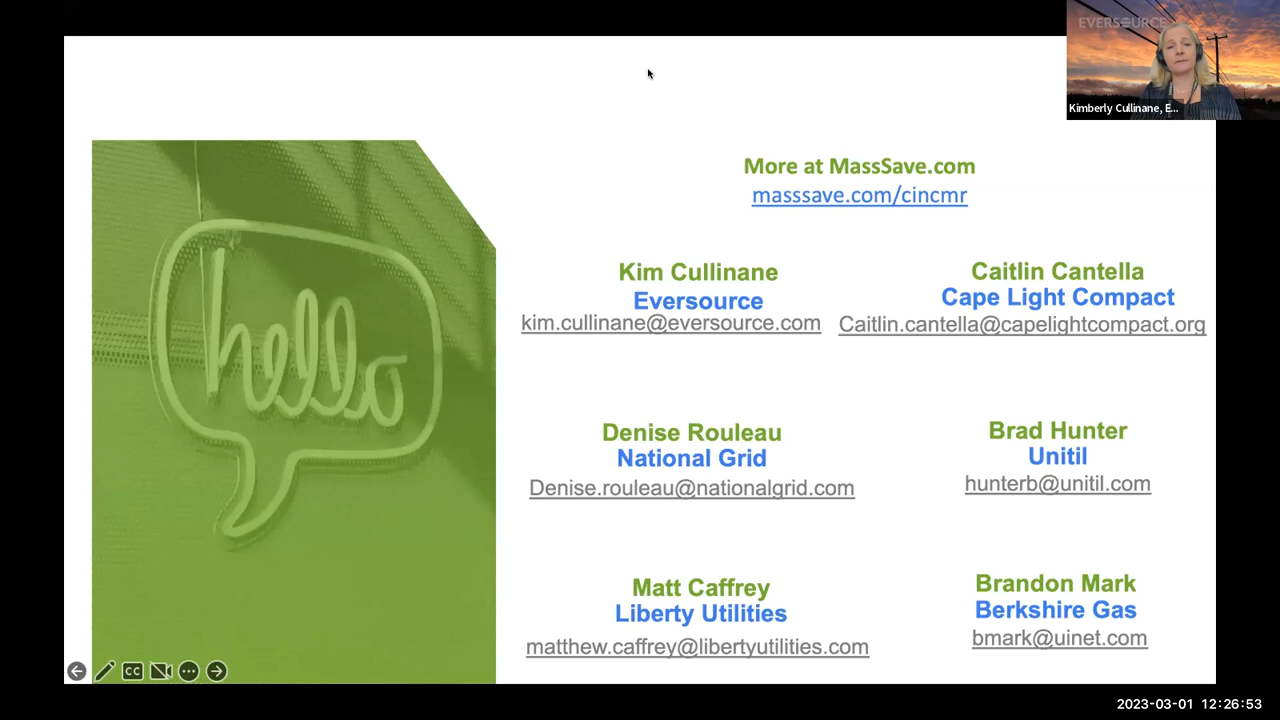 EVERSOURCE
Kimberly Cullinane, E...
More at MassSave.com
masssave.com/cincmr
Kim Cullinane
Eversource
kim.cullinane@eversource.com
Caitlin Cantella
Cape Light Compact
Caitlin.cantella@capelightcompact.org
hello
Denise Rouleau
National Grid
Denise.rouleau@nationalgrid.com
Brad Hunter
Unitil
hunterb@unitil.com
Matt Caffrey
Liberty Utilities
matthew.caffrey@libertyutilities.com
Brandon Mark
Berkshire Gas
bmark@uinet.com
CC
2023-03-01 12:26:53